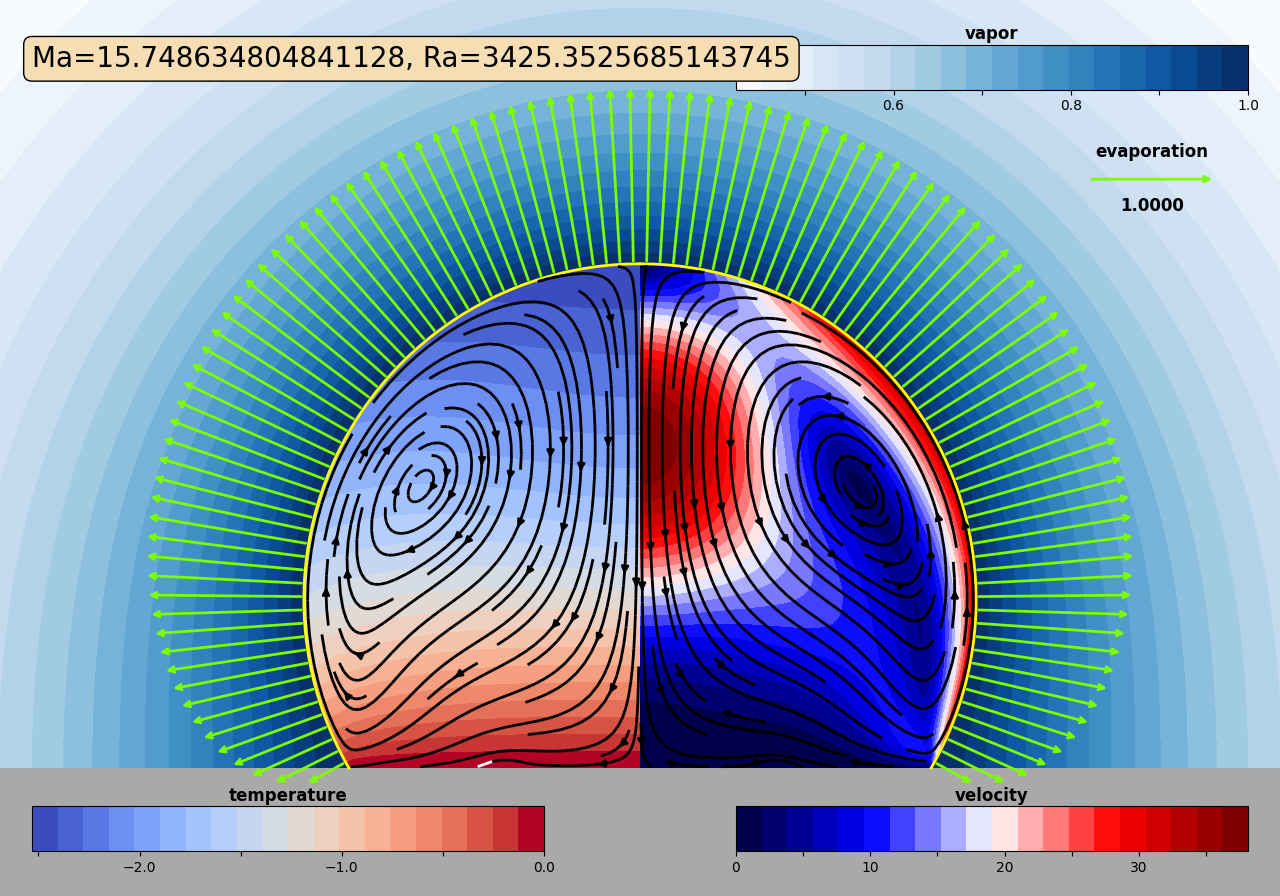 Ma=15.748634804841128, Ra=3425.3525685143745
vapor
0.6 0.8 1.0
evaporation
1.0000
temperature
−2.0 −1.0 0.0
velocity
0 10 20 30